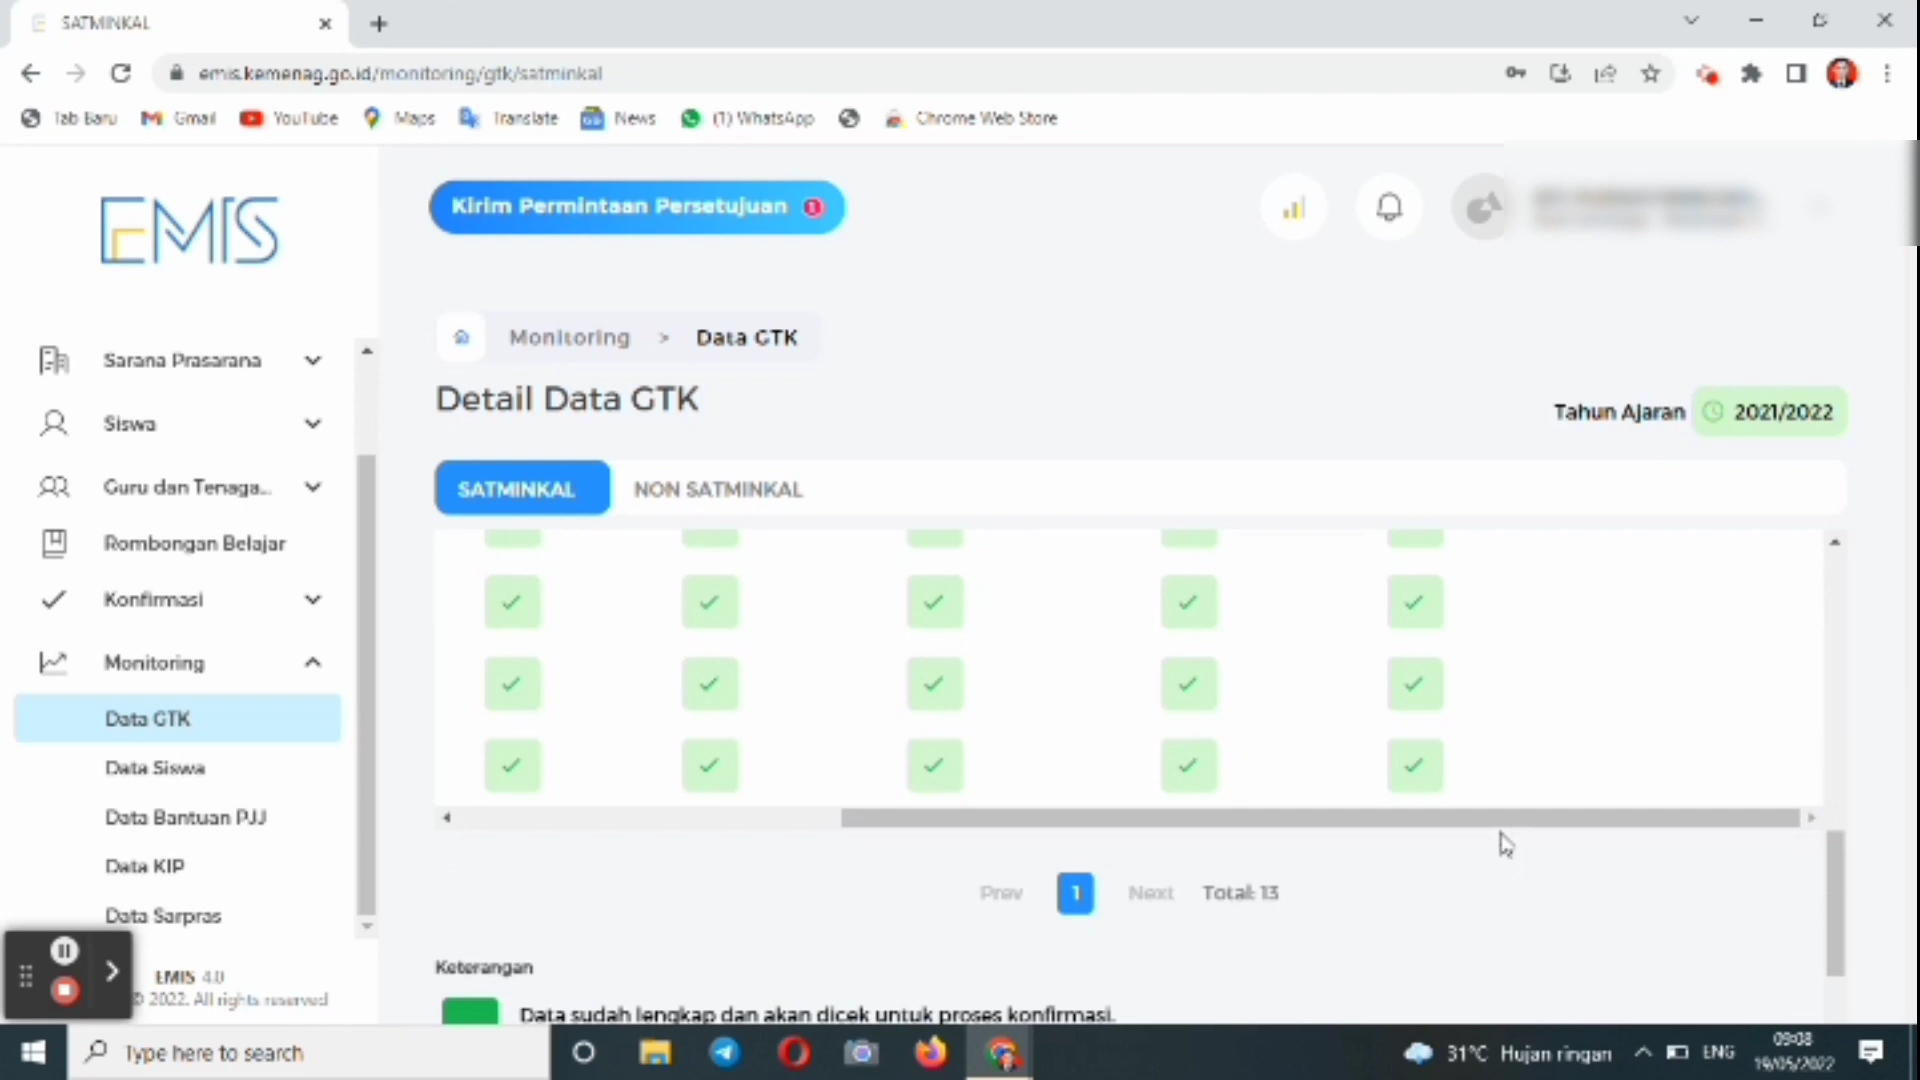 SATMINKAL
emis.kemenag.go.id/monitoring/gtk/satminkal
Tab Baru Gmail YouTube Maps Translate News (1) WhatsApp Chrome Web Store
EMIS
Kirim Permintaan Persetujuan
Monitoring > Data GTK
Detail Data GTK
Tahun Ajaran 2021/2022
SATMINKAL NON SATMINKAL
Sarana Prasarana
Siswa
Guru dan Tenaga...
Rombongan Belajar
Konfirmasi
Monitoring
Data GTK
Data Siswa
Data Bantuan PJJ
Data KIP
Data Sarpras
EMIS 4.0
© 2022. All rights reserved
Prev 1 Next Total: 13
Keterangan
Data sudah lengkap dan akan dicek untuk proses konfirmasi.
Type here to search
31°C Hujan ringan ENG
09:08
19/05/2022